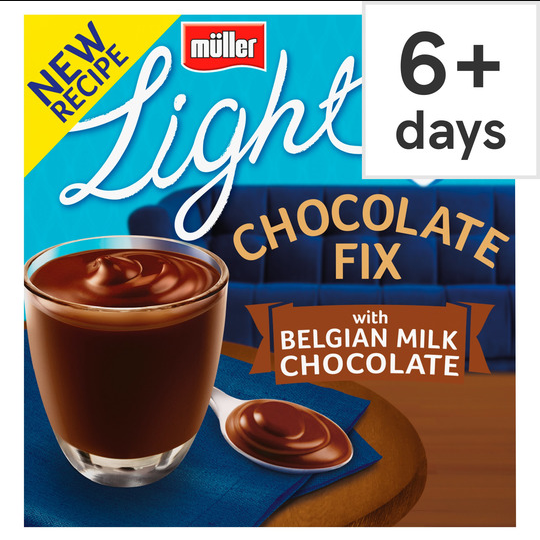 NEW
RECIPE
müller
Light
6+
days
CHOCOLATE
FIX
with
BELGIAN MILK
CHOCOLATE